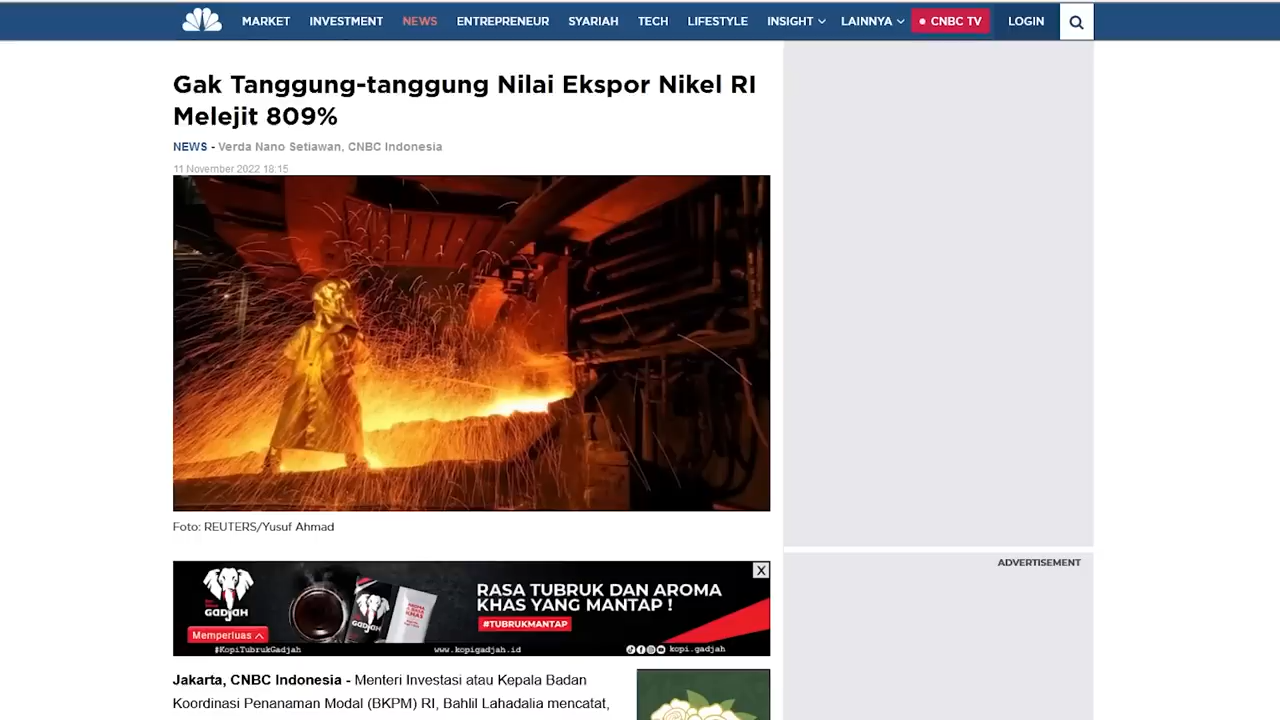 MARKET INVESTMENT NEWS ENTREPRENEUR SYARIAH TECH LIFESTYLE INSIGHT LAINNYA CNBC TV LOGIN
Gak Tanggung-tanggung Nilai Ekspor Nikel RI
Melejit 809%
NEWS - Verda Nano Setiawan, CNBC Indonesia
11 November 2022 18:15
Foto: REUTERS/Yusuf Ahmad
ADVERTISEMENT
X
GADJAH
RASA TUBRUK DAN AROMA
KHAS YANG MANTAP !
#TUBRUKMANTAP
Memperluas
#KopiTubrukGadjah www.kopigadjah.id kopi.gadjah
Jakarta, CNBC Indonesia - Menteri Investasi atau Kepala Badan
Koordinasi Penanaman Modal (BKPM) RI, Bahlil Lahadalia mencatat,